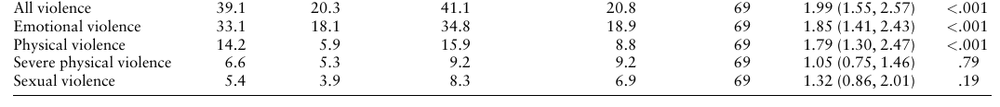 All violence 39.1 20.3 41.1 20.8 69 1.99 (1.55, 2.57) <.001
Emotional violence 33.1 18.1 34.8 18.9 69 1.85 (1.41, 2.43) <.001
Physical violence 14.2 5.9 15.9 8.8 69 1.79 (1.30, 2.47) <.001
Severe physical violence 6.6 5.3 9.2 9.2 69 1.05 (0.75, 1.46) .79
Sexual violence 5.4 3.9 8.3 6.9 69 1.32 (0.86, 2.01) .19